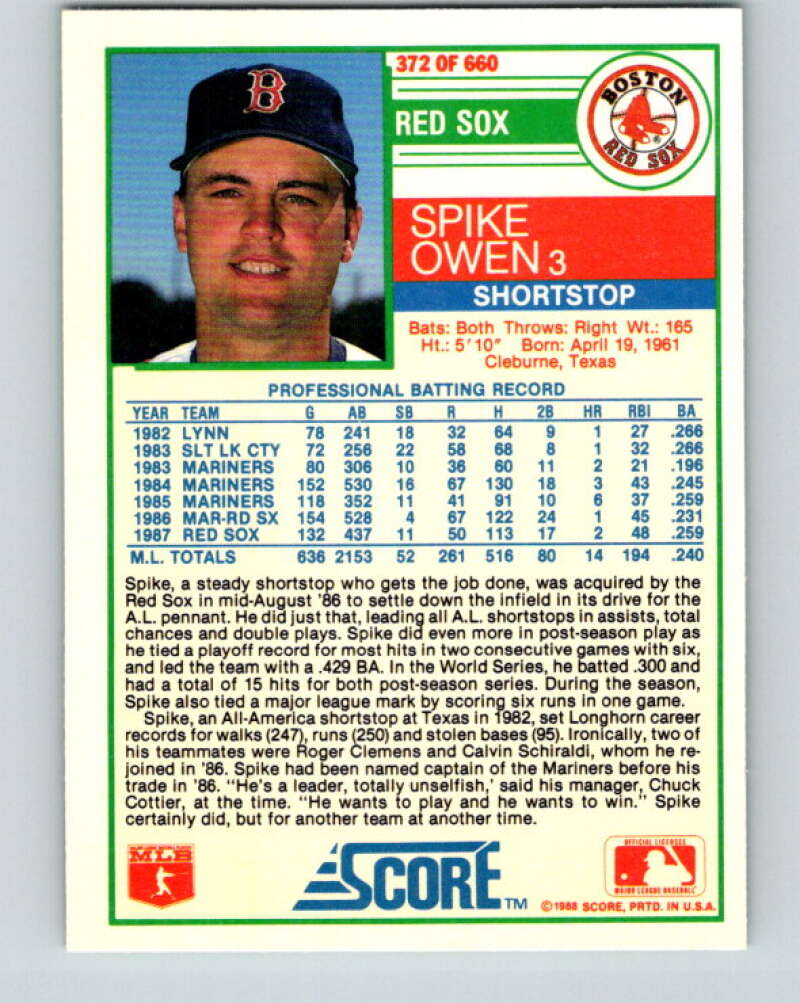 372 OF 660
RED SOX
BOSTON
RED SOX
B
SPIKE
OWEN 3
SHORTSTOP
Bats: Both Throws: Right Wt.: 165
Ht.: 5'10" Born: April 19, 1961
Cleburne, Texas
PROFESSIONAL BATTING RECORD
YEAR TEAM G AB SB R H 2B HR RBI BA
1982 LYNN 78 241 18 32 64 9 1 27 .266
1983 SLT LK CTY 72 256 22 58 68 8 1 32 .266
1983 MARINERS 80 306 10 36 60 11 2 21 .196
1984 MARINERS 152 530 16 67 130 18 3 43 .245
1985 MARINERS 118 352 11 41 91 10 6 37 .259
1986 MAR-RD SX 154 528 4 67 122 24 1 45 .231
1987 RED SOX 132 437 11 50 113 17 2 48 .259
M.L. TOTALS 636 2153 52 261 516 80 14 194 .240
Spike, a steady shortstop who gets the job done, was acquired by the
Red Sox in mid-August '86 to settle down the infield in its drive for the
A.L. pennant. He did just that, leading all A.L. shortstops in assists, total
chances and double plays. Spike did even more in post-season play as
he tied a playoff record for most hits in two consecutive games with six,
and led the team with a .429 BA. In the World Series, he batted .300 and
had a total of 15 hits for both post-season series. During the season,
Spike also tied a major league mark by scoring six runs in one game.
Spike, an All-America shortstop at Texas in 1982, set Longhorn career
records for walks (247), runs (250) and stolen bases (95). Ironically, two of
his teammates were Roger Clemens and Calvin Schiraldi, whom he re-
joined in '86. Spike had been named captain of the Mariners before his
trade in '86. "He's a leader, totally unselfish,' said his manager, Chuck
Cottier, at the time. "He wants to play and he wants to win." Spike
certainly did, but for another team at another time.
MLB
SCORE TM
OFFICIAL LICENSEE
MAJOR LEAGUE BASEBALL
©1988 SCORE, PRTD. IN U.S.A.